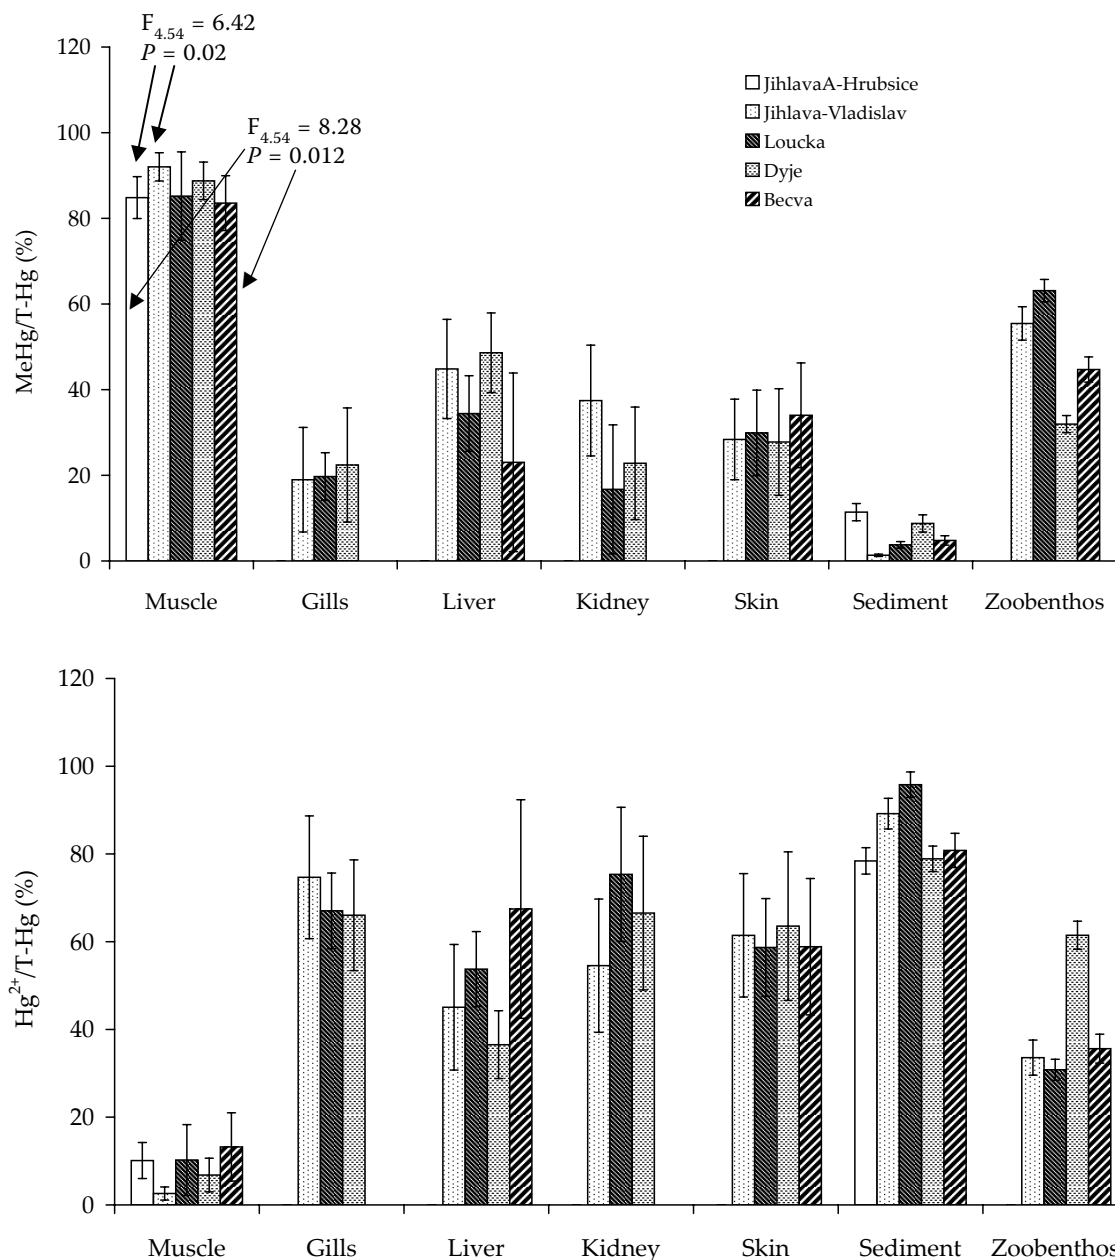 F4.54 = 6.42
P = 0.02
F4.54 = 8.28
P = 0.012
JihlavaA-Hrubsice
Jihlava-Vladislav
Loucka
Dyje
Becva
MeHg/T-Hg (%)
120
100
80
60
40
20
0
Muscle Gills Liver Kidney Skin Sediment Zoobenthos
Hg2+/T-Hg (%)
120
100
80
60
40
20
0
Muscle Gills Liver Kidney Skin Sediment Zoobenthos